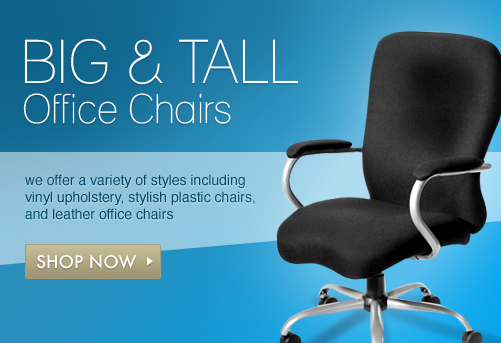 BIG & TALL
Office Chairs
we offer a variety of styles including
vinyl upholstery, stylish plastic chairs,
and leather office chairs
SHOP NOW